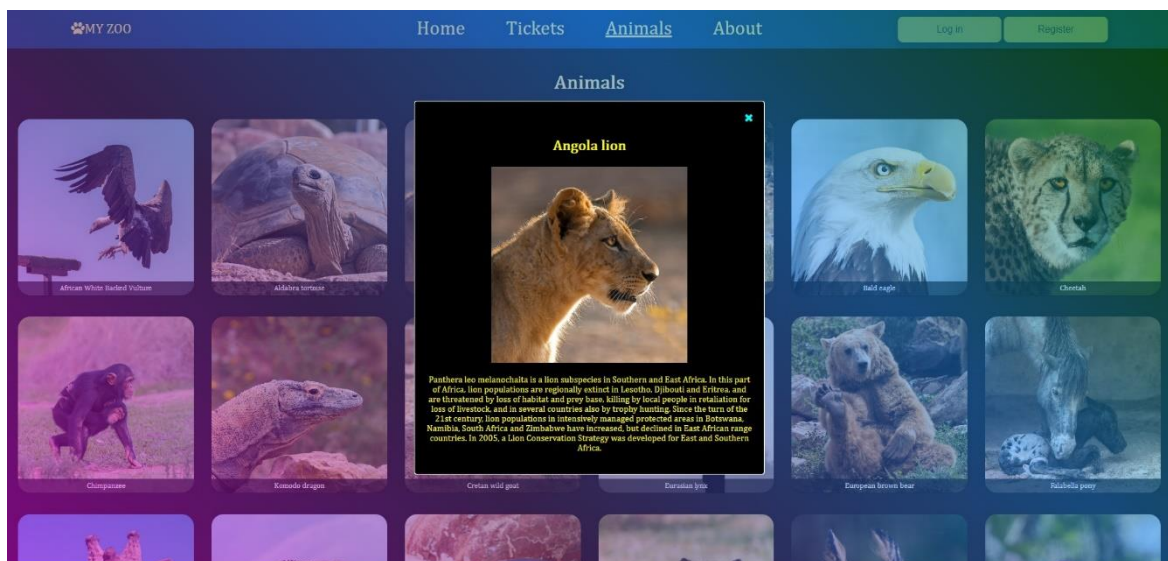 MY ZOO
Home
Tickets
Animals
About
Log in
Register
Animals
Angola lion
Panthera leo melanochaita is a lion subspecies in Southern and East Africa. In this part
of Africa, lion populations are regionally extinct in Lesotho, Djibouti and Eritrea, and
are threatened by loss of habitat and prey base, killing by local people in retaliation for
loss of livestock, and in several countries also by trophy hunting. Since the turn of the
21st century, lion populations in intensively managed protected areas in Botswana,
Namibia, South Africa and Zimbabwe have increased, but declined in East African range
countries. In 2005, a Lion Conservation Strategy was developed for East and Southern
Africa.
African White Backed Vulture
Aldabra tortoise
Bald eagle
Cheetah
Chimpanzee
Komodo dragon
Cretan wild goat
Eurasian lynx
European brown bear
Falabella pony